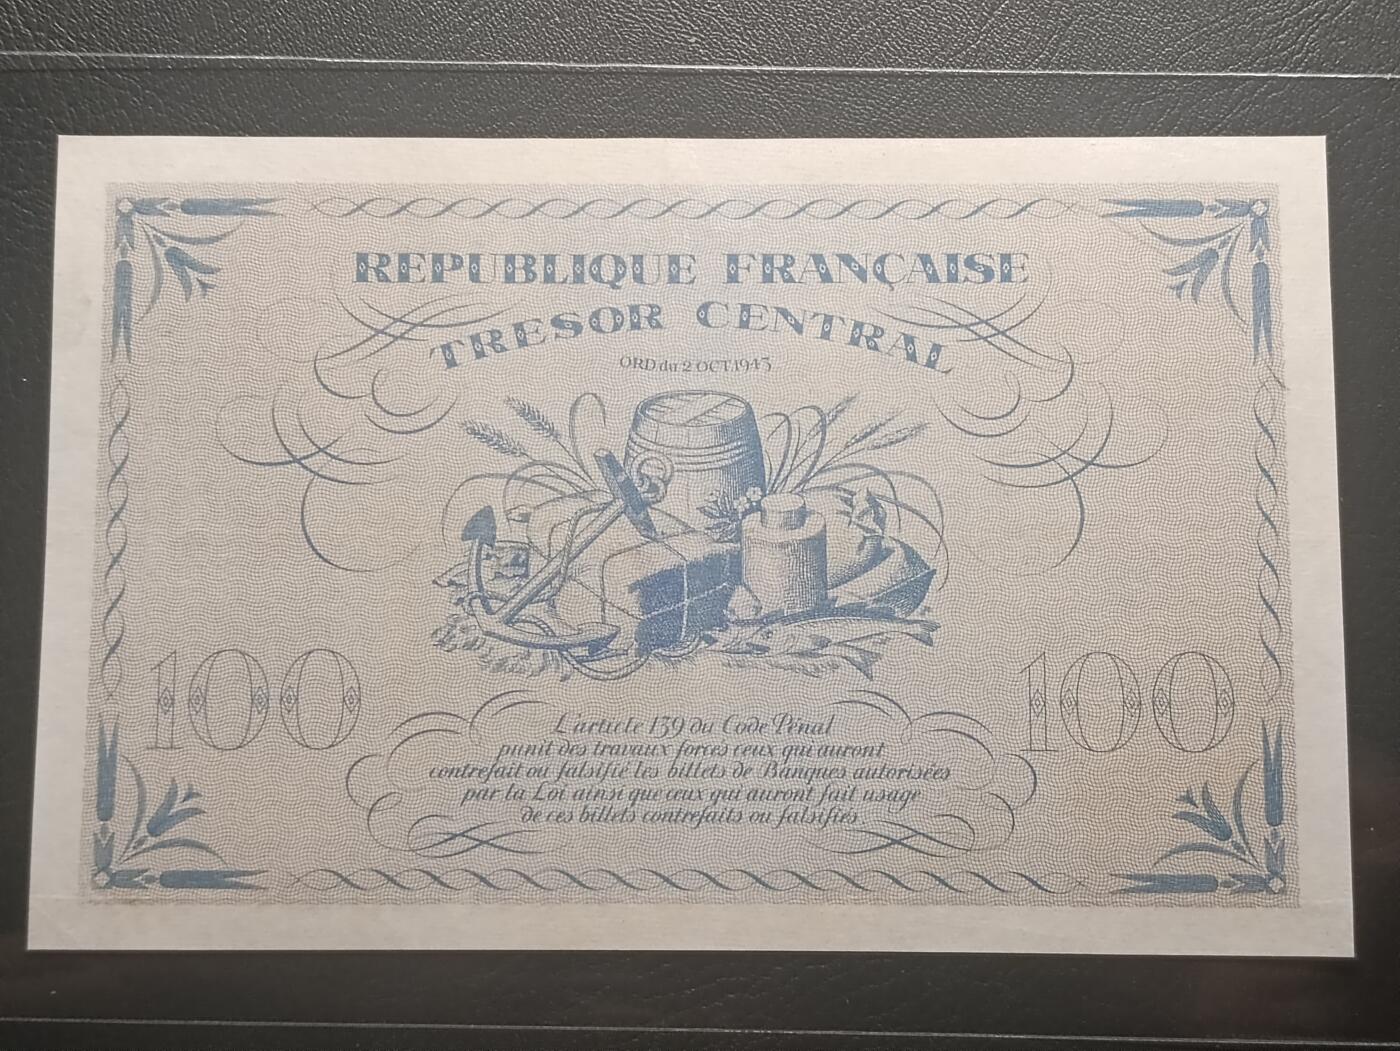 REPUBLIQUE FRANÇAISE
TRESOR CENTRAL
ORD du 2 OCT.1943
100
100
L'article 139 du Code Pénal
punit des travaux forcés ceux qui auront
contrefait ou falsifié les billets de Banques autorisées
par la Loi ainsi que ceux qui auront fait usage
de ces billets contrefaits ou falsifiés.